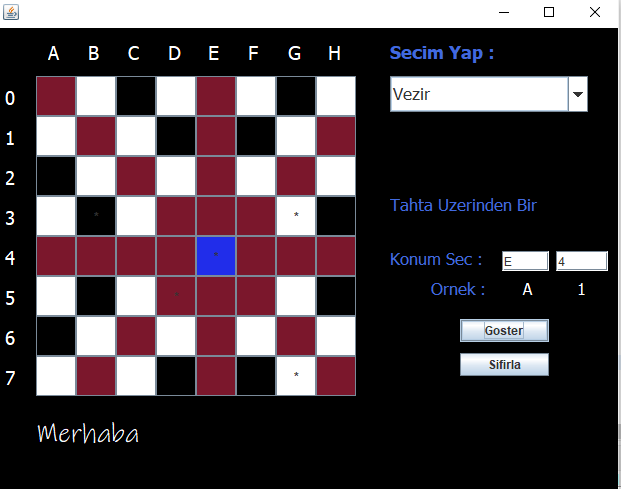 A B C D E F G H
Secim Yap :
0
Vezir
1
2
3 * *
Tahta Uzerinden Bir
4 *
Konum Sec : E 4
5 *
Ornek : A 1
6
Goster
7 *
Sifirla
Merhaba